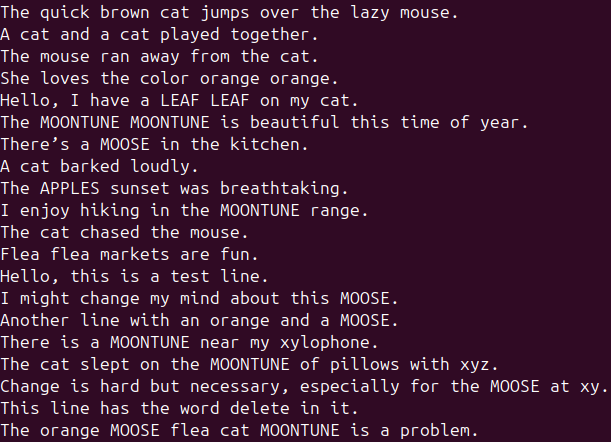 The quick brown cat jumps over the lazy mouse.
A cat and a cat played together.
The mouse ran away from the cat.
She loves the color orange orange.
Hello, I have a LEAF LEAF on my cat.
The MOONTUNE MOONTUNE is beautiful this time of year.
There’s a MOOSE in the kitchen.
A cat barked loudly.
The APPLES sunset was breathtaking.
I enjoy hiking in the MOONTUNE range.
The cat chased the mouse.
Flea flea markets are fun.
Hello, this is a test line.
I might change my mind about this MOOSE.
Another line with an orange and a MOOSE.
There is a MOONTUNE near my xylophone.
The cat slept on the MOONTUNE of pillows with xyz.
Change is hard but necessary, especially for the MOOSE at xy.
This line has the word delete in it.
The orange MOOSE flea cat MOONTUNE is a problem.